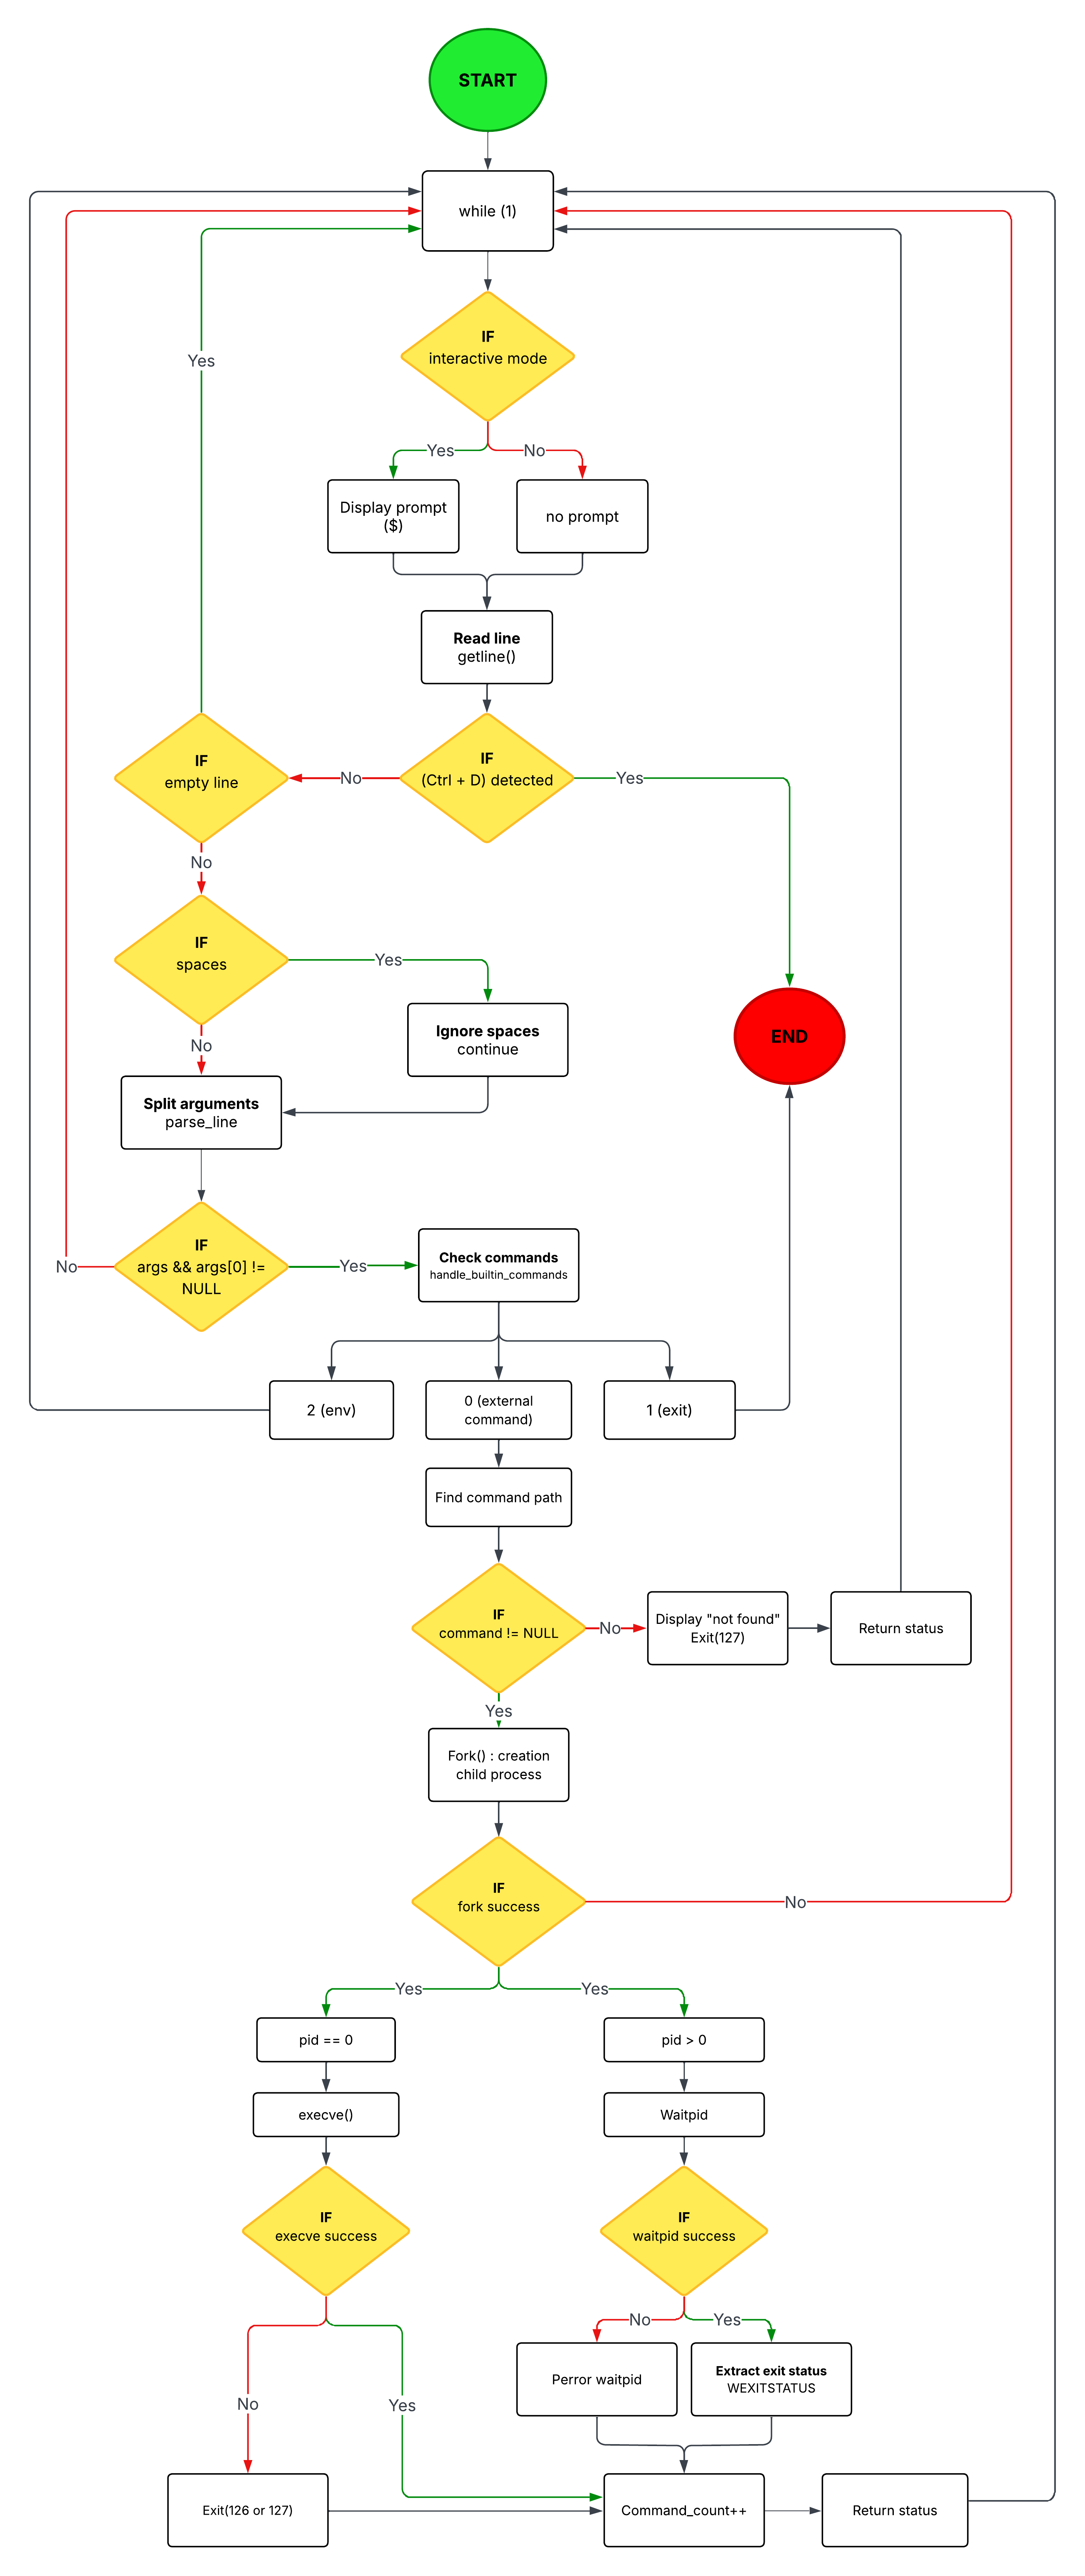 START
while (1)
IF
interactive mode
Yes
Yes
No
Display prompt
($)
no prompt
Read line
getline()
IF
empty line
No
IF
(Ctrl + D) detected
Yes
No
IF
spaces
Yes
Ignore spaces
continue
END
No
Split arguments
parse_line
IF
args && args[0] !=
NULL
No
Yes
Check commands
handle_builtin_commands
2 (env)
0 (external
command)
1 (exit)
Find command path
IF
command != NULL
No
Display "not found"
Exit(127)
Return status
Yes
Fork() : creation
child process
IF
fork success
No
Yes
Yes
pid == 0
pid > 0
execve()
Waitpid
IF
execve success
IF
waitpid success
No
Yes
Perror waitpid
Extract exit status
WEXITSTATUS
No
Yes
Exit(126 or 127)
Command_count++
Return status